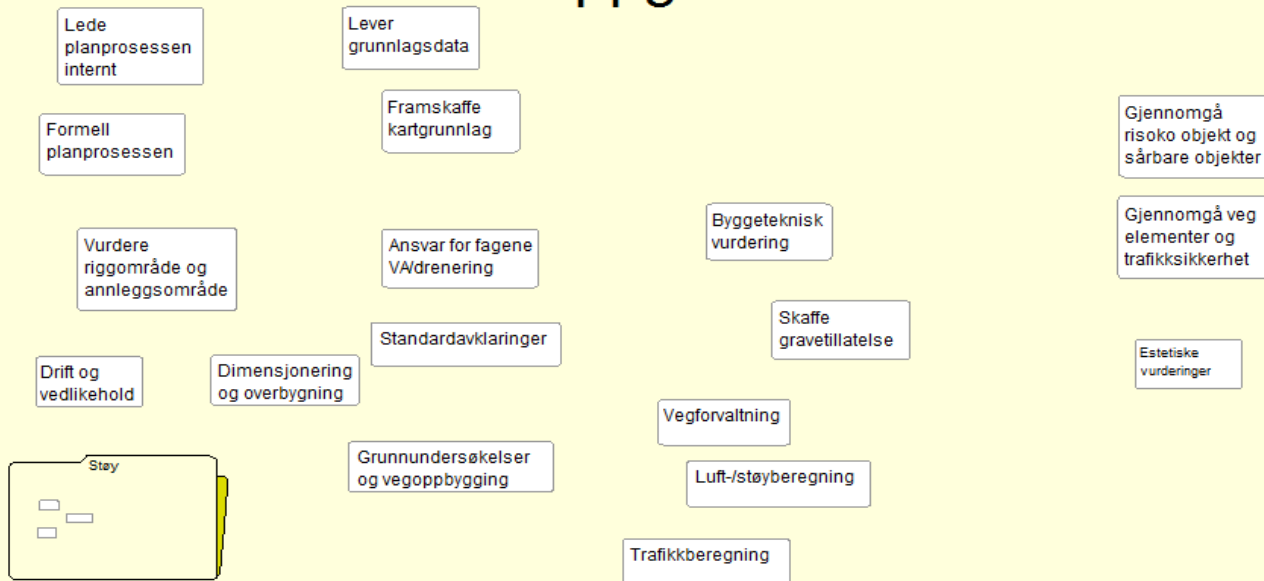 Lede
planprosessen
internt
Lever
grunnlagsdata
Formell
planprosessen
Framskaffe
kartgrunnlag
Gjennomgå
risoko objekt og
sårbare objekter
Vurdere
riggområde og
annleggsområde
Ansvar for fagene
VA/drenering
Byggeteknisk
vurdering
Gjennomgå veg
elementer og
trafikksikkerhet
Standardavklaringer
Skaffe
gravetillatelse
Drift og
vedlikehold
Dimensjonering
og overbygning
Estetiske
vurderinger
Vegforvaltning
Støy
Grunnundersøkelser
og vegoppbygging
Luft-/støyberegning
Trafikkberegning